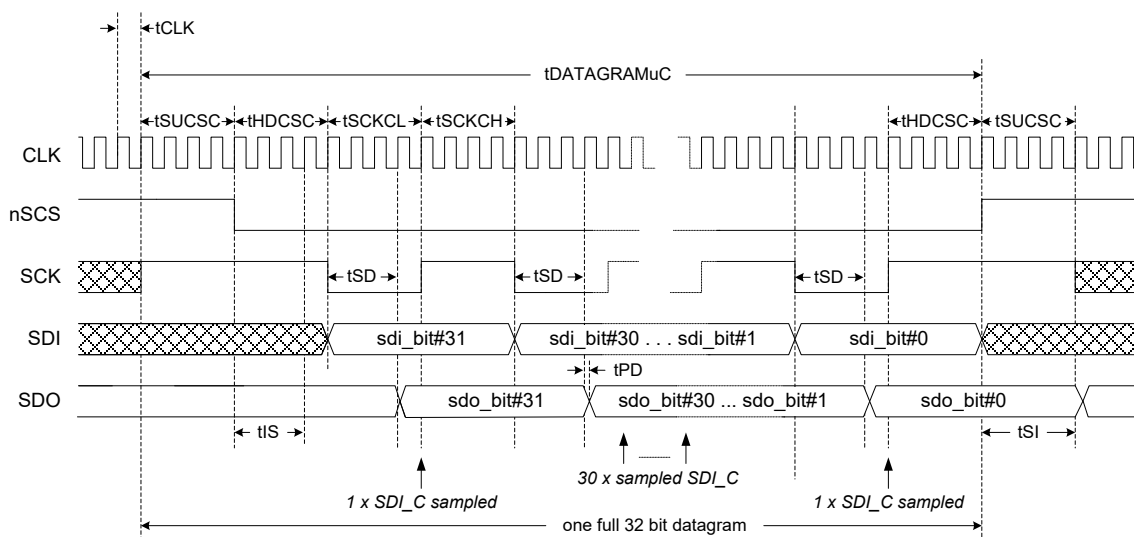 tCLK
tDATAGRAMuC
tSUCSC tHDCSC tSCKCL tSCKCH tHDCSC tSUCSC
CLK
nSCS
SCK tSD tSD tSD
SDI sdi_bit#31 sdi_bit#30 . . . sdi_bit#1 sdi_bit#0
tPD
SDO sdo_bit#31 sdo_bit#30 ... sdo_bit#1 sdo_bit#0
tIS tSI
30 x sampled SDI_C
1 x SDI_C sampled 1 x SDI_C sampled
one full 32 bit datagram